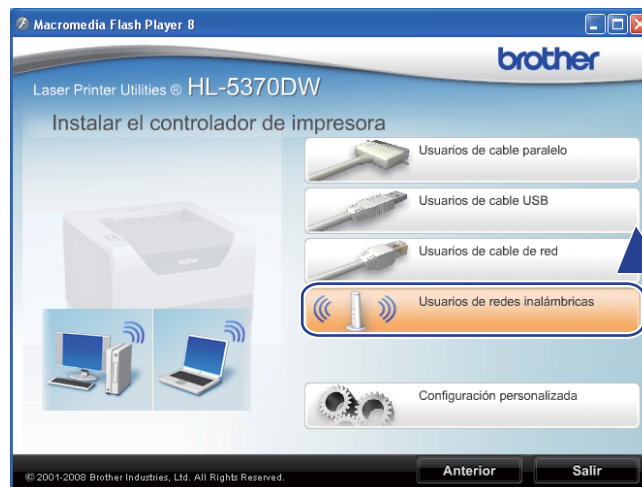 Macromedia Flash Player 8
brother
Laser Printer Utilities ® HL-5370DW
Instalar el controlador de impresora
Usuarios de cable paralelo
Usuarios de cable USB
Usuarios de cable de red
Usuarios de redes inalámbricas
Configuración personalizada
brother
© 2001-2008 Brother Industries, Ltd. All Rights Reserved.
Anterior
Salir